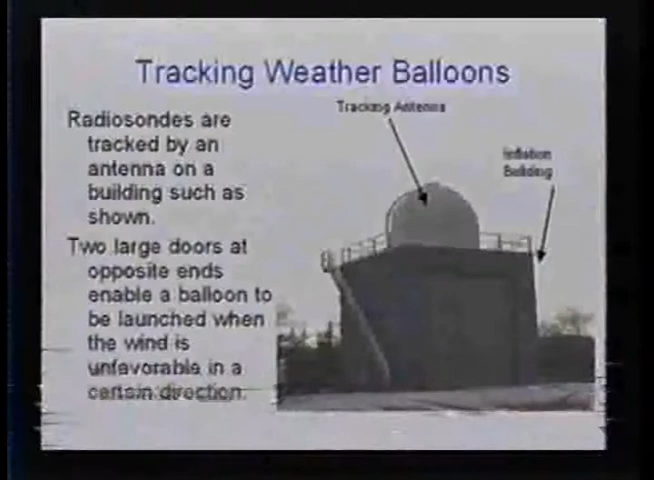 Tracking Weather Balloons
Radiosondes are
tracked by an
antenna on a
building such as
shown.
Two large doors at
opposite ends
enable a balloon to
be launched when
the wind is
unfavorable in a
certain direction.
Tracking Antenna
Inflation
Building